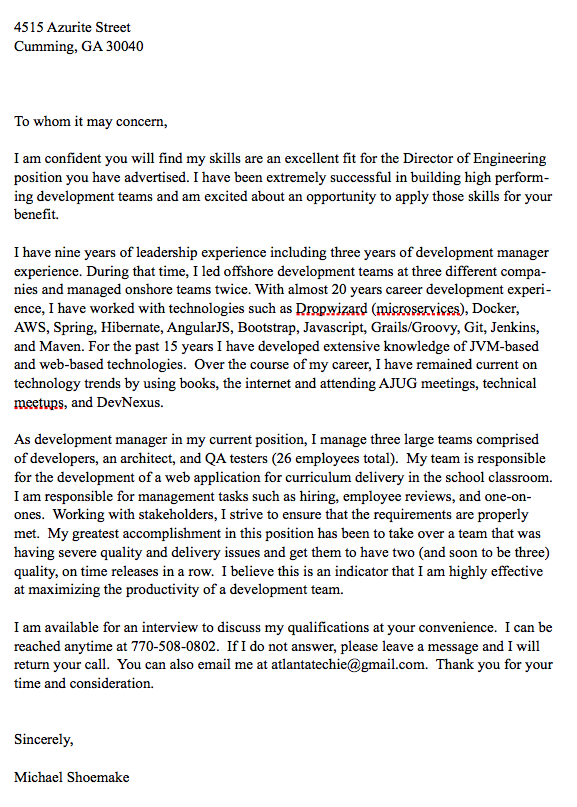 4515 Azurite Street
Cumming, GA 30040
To whom it may concern,
I am confident you will find my skills are an excellent fit for the Director of Engineering
position you have advertised. I have been extremely successful in building high perform-
ing development teams and am excited about an opportunity to apply those skills for your
benefit.
I have nine years of leadership experience including three years of development manager
experience. During that time, I led offshore development teams at three different compa-
nies and managed onshore teams twice. With almost 20 years career development experi-
ence, I have worked with technologies such as Dropwizard (microservices), Docker,
AWS, Spring, Hibernate, AngularJS, Bootstrap, Javascript, Grails/Groovy, Git, Jenkins,
and Maven. For the past 15 years I have developed extensive knowledge of JVM-based
and web-based technologies.  Over the course of my career, I have remained current on
technology trends by using books, the internet and attending AJUG meetings, technical
meetups, and DevNexus.
As development manager in my current position, I manage three large teams comprised
of developers, an architect, and QA testers (26 employees total).  My team is responsible
for the development of a web application for curriculum delivery in the school classroom.
I am responsible for management tasks such as hiring, employee reviews, and one-on-
ones.  Working with stakeholders, I strive to ensure that the requirements are properly
met.  My greatest accomplishment in this position has been to take over a team that was
having severe quality and delivery issues and get them to have two (and soon to be three)
quality, on time releases in a row.  I believe this is an indicator that I am highly effective
at maximizing the productivity of a development team.
I am available for an interview to discuss my qualifications at your convenience.  I can be
reached anytime at 770-508-0802.  If I do not answer, please leave a message and I will
return your call.  You can also email me at atlantatechie@gmail.com.  Thank you for your
time and consideration.
Sincerely,
Michael Shoemake